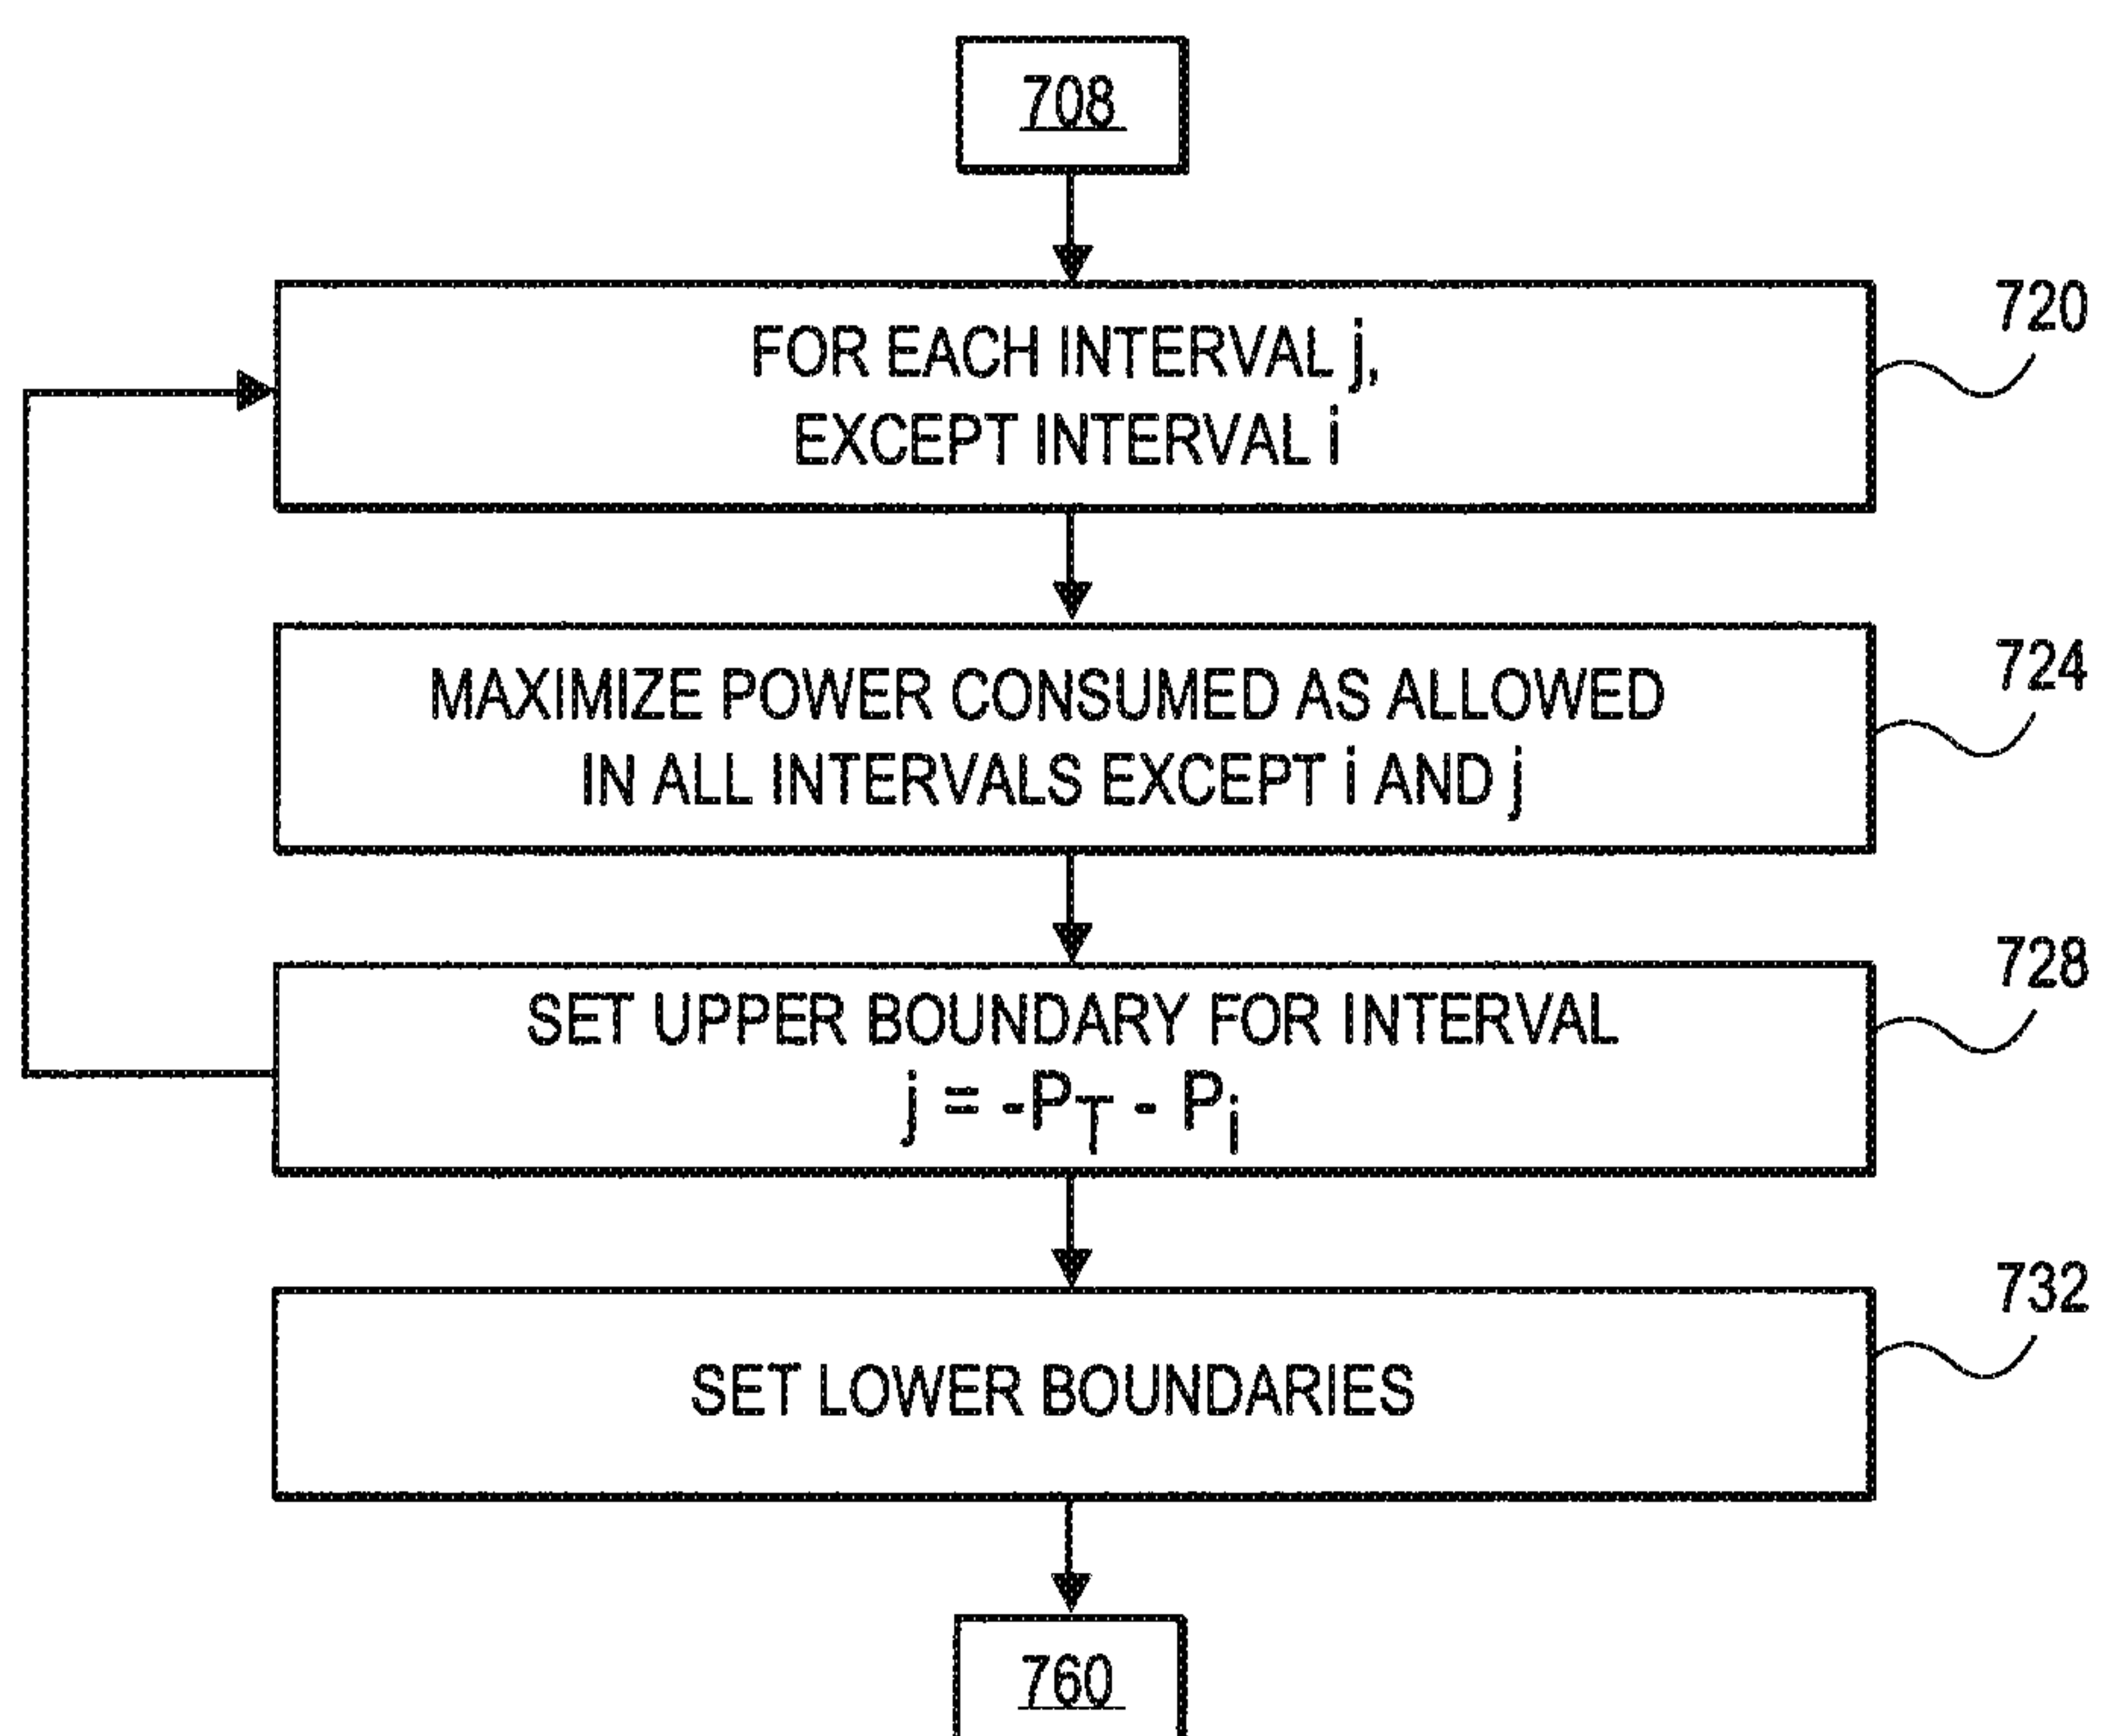 708
FOR EACH INTERVAL j,
EXCEPT INTERVAL i
720
MAXIMIZE POWER CONSUMED AS ALLOWED
IN ALL INTERVALS EXCEPT i AND j
724
SET UPPER BOUNDARY FOR INTERVAL
j = -PT - Pi
728
SET LOWER BOUNDARIES
732
760